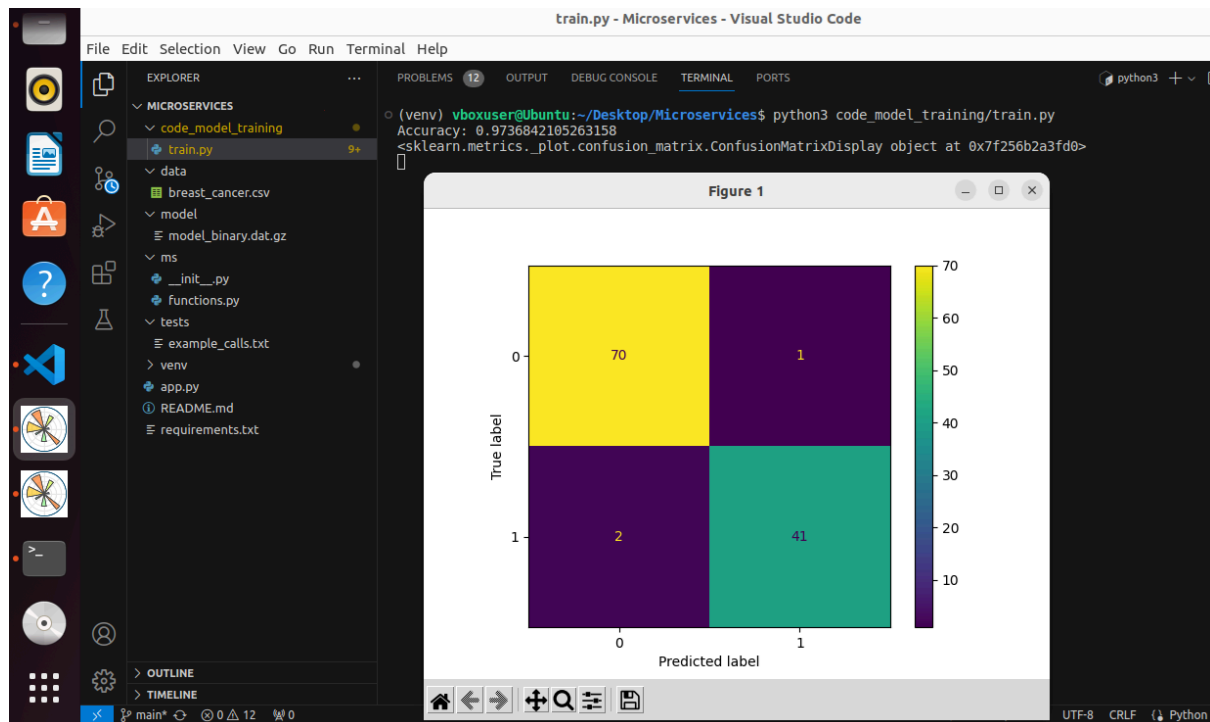 train.py - Microservices - Visual Studio Code
File Edit Selection View Go Run Terminal Help
EXPLORER ...
PROBLEMS 12 OUTPUT DEBUG CONSOLE TERMINAL PORTS
python3
MICROSERVICES
code_model_training
train.py 9+
data
breast_cancer.csv
model
model_binary.dat.gz
ms
__init__.py
functions.py
tests
example_calls.txt
venv
app.py
README.md
requirements.txt
OUTLINE
TIMELINE
(venv) vboxuser@Ubuntu:~/Desktop/Microservices$ python3 code_model_training/train.py
Accuracy: 0.9736842105263158
<sklearn.metrics._plot.confusion_matrix.ConfusionMatrixDisplay object at 0x7f256b2a3fd0>
Figure 1
True label
0
1
70 1
2 41
0 1
Predicted label
70
60
50
40
30
20
10
main* 0 12 0
UTF-8 CRLF Python